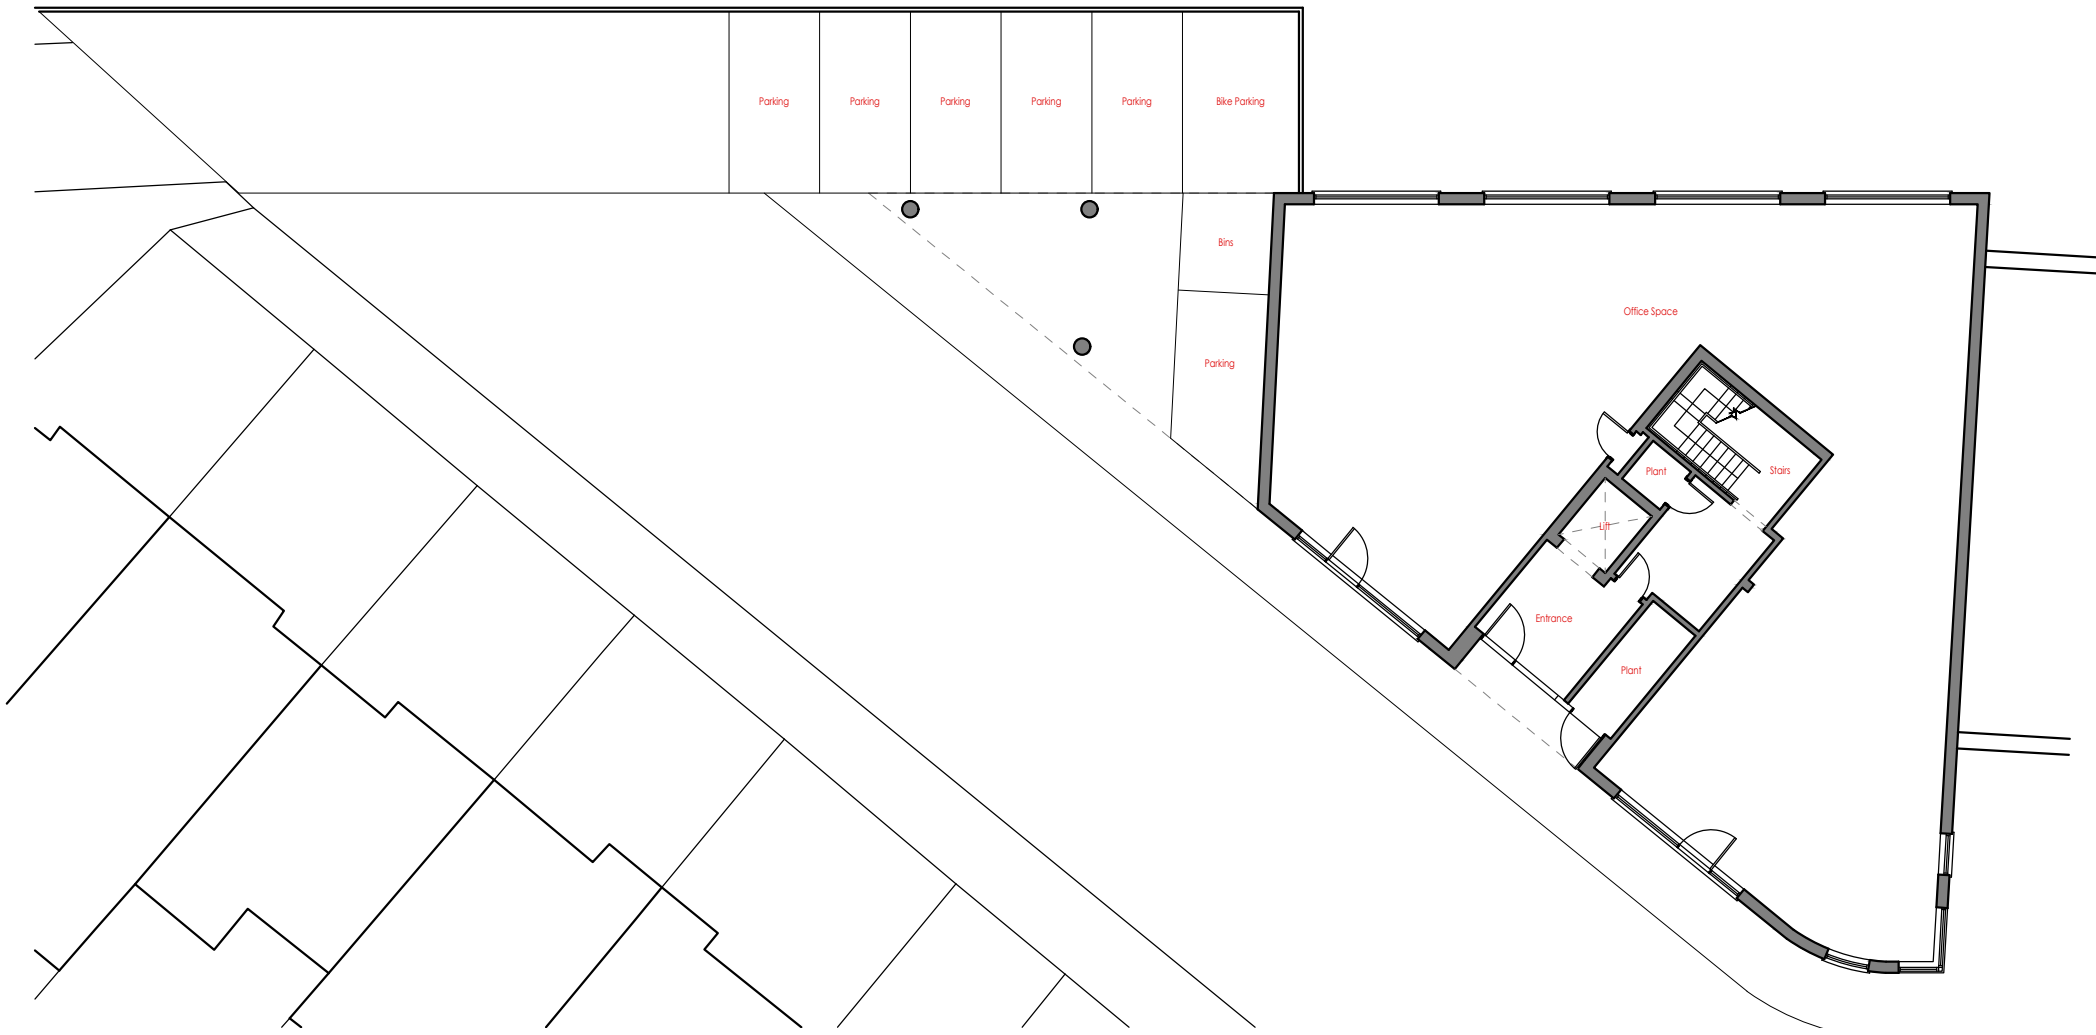 Parking
Parking
Parking
Parking
Parking
Bike Parking
Bins
Office Space
Parking
Plant
Stairs
Lift
Entrance
Plant